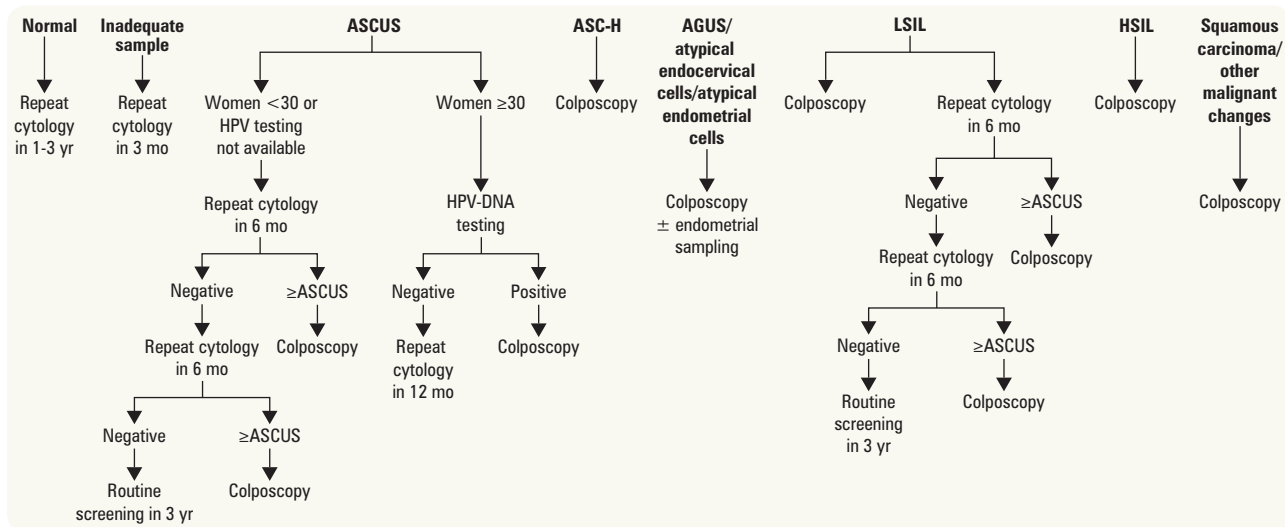 Normal
Repeat
cytology
in 1-3 yr
Inadequate
sample
Repeat
cytology
in 3 mo
ASCUS
Women <30 or
HPV testing
not available
Repeat cytology
in 6 mo
Negative
Repeat cytology
in 6 mo
Negative
Routine
screening in 3 yr
≥ASCUS
Colposcopy
≥ASCUS
Colposcopy
Women ≥30
HPV-DNA
testing
Negative
Repeat
cytology
in 12 mo
Positive
Colposcopy
ASC-H
Colposcopy
AGUS/
atypical
endocervical
cells/atypical
endometrial
cells
Colposcopy
± endometrial
sampling
LSIL
Colposcopy
Repeat cytology
in 6 mo
Negative
Repeat cytology
in 6 mo
Negative
Routine
screening
in 3 yr
≥ASCUS
Colposcopy
≥ASCUS
Colposcopy
HSIL
Colposcopy
Squamous
carcinoma/
other
malignant
changes
Colposcopy